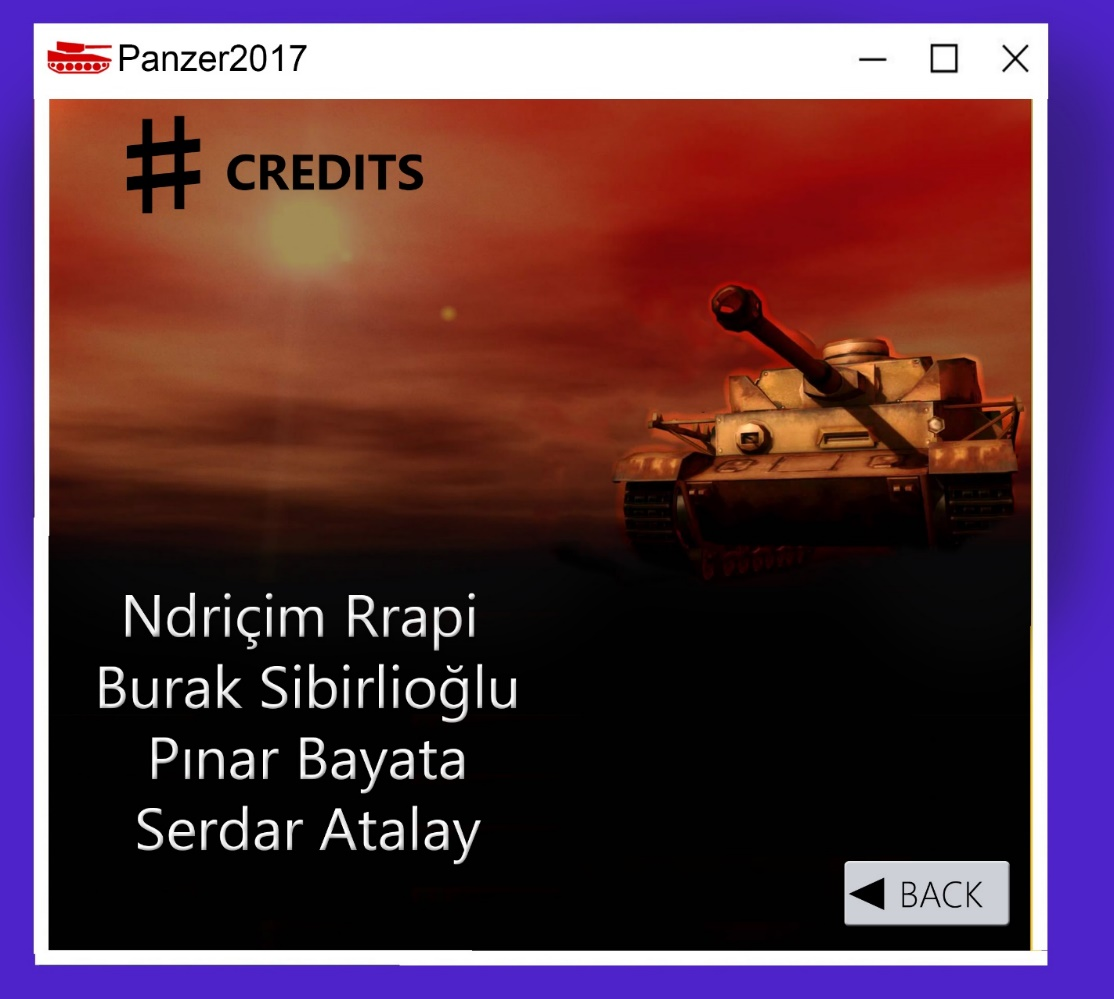 Panzer2017
# CREDITS
Ndriçim Rrapi
Burak Sibirlioğlu
Pınar Bayata
Serdar Atalay
BACK